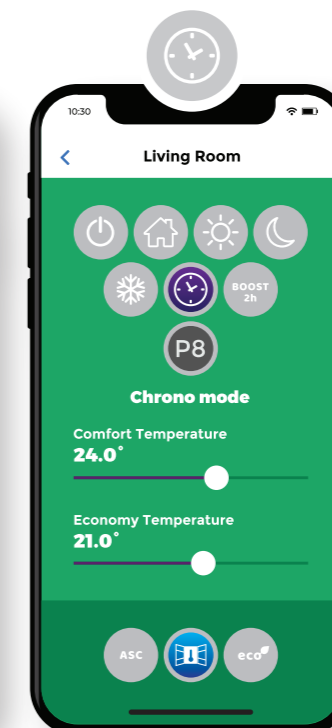 10:30
Living Room
BOOST
2h
P8
Chrono mode
Comfort Temperature
24.0°
Economy Temperature
21.0°
ASC
eco